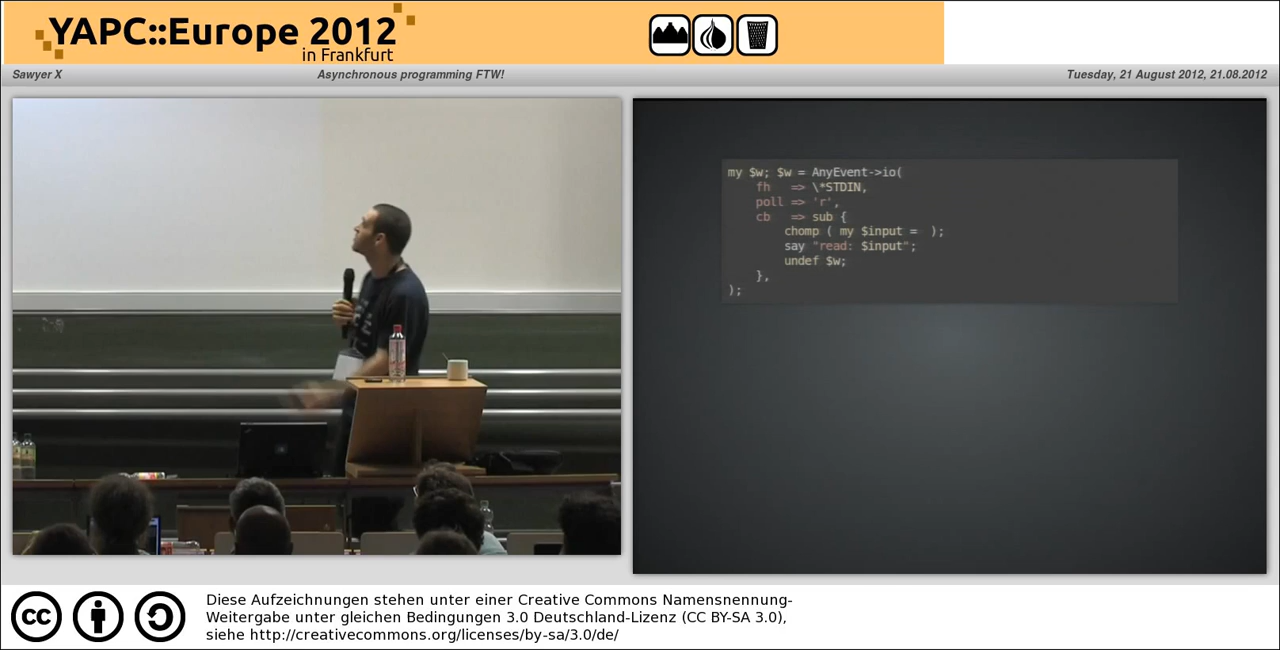 YAPC::Europe 2012
in Frankfurt
Sawyer X Asynchronous programming FTW! Tuesday, 21 August 2012, 21.08.2012
my $w; $w = AnyEvent->io(
    fh   => \*STDIN,
    poll => 'r',
    cb   => sub {
        chomp ( my $input =  );
        say "read: $input";
        undef $w;
    },
);
cc
Diese Aufzeichnungen stehen unter einer Creative Commons Namensnennung-
Weitergabe unter gleichen Bedingungen 3.0 Deutschland-Lizenz (CC BY-SA 3.0),
siehe http://creativecommons.org/licenses/by-sa/3.0/de/